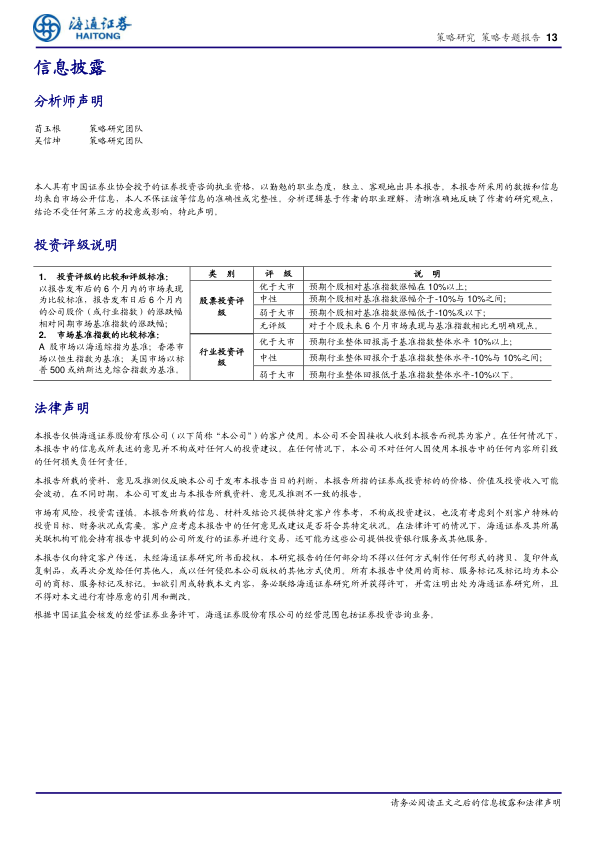 海通证券
HAITONG
策略研究 策略专题报告 13
信息披露
分析师声明
荀玉根 策略研究团队
吴信坤 策略研究团队
本人具有中国证券业协会授予的证券投资咨询执业资格，以勤勉的职业态度，独立、客观地出具本报告。本报告所采用的数据和信息
均来自市场公开信息，本人不保证该等信息的准确性或完整性。分析逻辑基于作者的职业理解，清晰准确地反映了作者的研究观点，
结论不受任何第三方的授意或影响，特此声明。
投资评级说明
1. 投资评级的比较和评级标准：
以报告发布后的 6 个月内的市场表现
为比较标准，报告发布日后 6 个月内
的公司股价（或行业指数）的涨跌幅
相对同期市场基准指数的涨跌幅；
2. 市场基准指数的比较标准：
A 股市场以海通综指为基准；香港市
场以恒生指数为基准；美国市场以标
普 500 或纳斯达克综合指数为基准。
类 别 评 级 说 明
股票投资评
级
优于大市 预期个股相对基准指数涨幅在 10%以上；
中性 预期个股相对基准指数涨幅介于-10%与 10%之间；
弱于大市 预期个股相对基准指数涨幅低于-10%及以下；
无评级 对于个股未来 6 个月市场表现与基准指数相比无明确观点。
行业投资评
级
优于大市 预期行业整体回报高于基准指数整体水平 10%以上；
中性 预期行业整体回报介于基准指数整体水平-10%与 10%之间；
弱于大市 预期行业整体回报低于基准指数整体水平-10%以下。
法律声明
本报告仅供海通证券股份有限公司（以下简称“本公司”）的客户使用。本公司不会因接收人收到本报告而视其为客户。在任何情况下，
本报告中的信息或所表述的意见并不构成对任何人的投资建议。在任何情况下，本公司不对任何人因使用本报告中的任何内容所引致
的任何损失负任何责任。
本报告所载的资料、意见及推测仅反映本公司于发布本报告当日的判断，本报告所指的证券或投资标的的价格、价值及投资收入可能
会波动。在不同时期，本公司可发出与本报告所载资料、意见及推测不一致的报告。
市场有风险，投资需谨慎。本报告所载的信息、材料及结论只提供特定客户作参考，不构成投资建议，也没有考虑到个别客户特殊的
投资目标、财务状况或需要。客户应考虑本报告中的任何意见或建议是否符合其特定状况。在法律许可的情况下，海通证券及其所属
关联机构可能会持有报告中提到的公司所发行的证券并进行交易，还可能为这些公司提供投资银行服务或其他服务。
本报告仅向特定客户传送，未经海通证券研究所书面授权，本研究报告的任何部分均不得以任何方式制作任何形式的拷贝、复印件或
复制品，或再次分发给任何其他人，或以任何侵犯本公司版权的其他方式使用。所有本报告中使用的商标、服务标记及标记均为本公
司的商标、服务标记及标记。如欲引用或转载本文内容，务必联络海通证券研究所并获得许可，并需注明出处为海通证券研究所，且
不得对本文进行有悖原意的引用和删改。
根据中国证监会核发的经营证券业务许可，海通证券股份有限公司的经营范围包括证券投资咨询业务。
请务必阅读正文之后的信息披露和法律声明